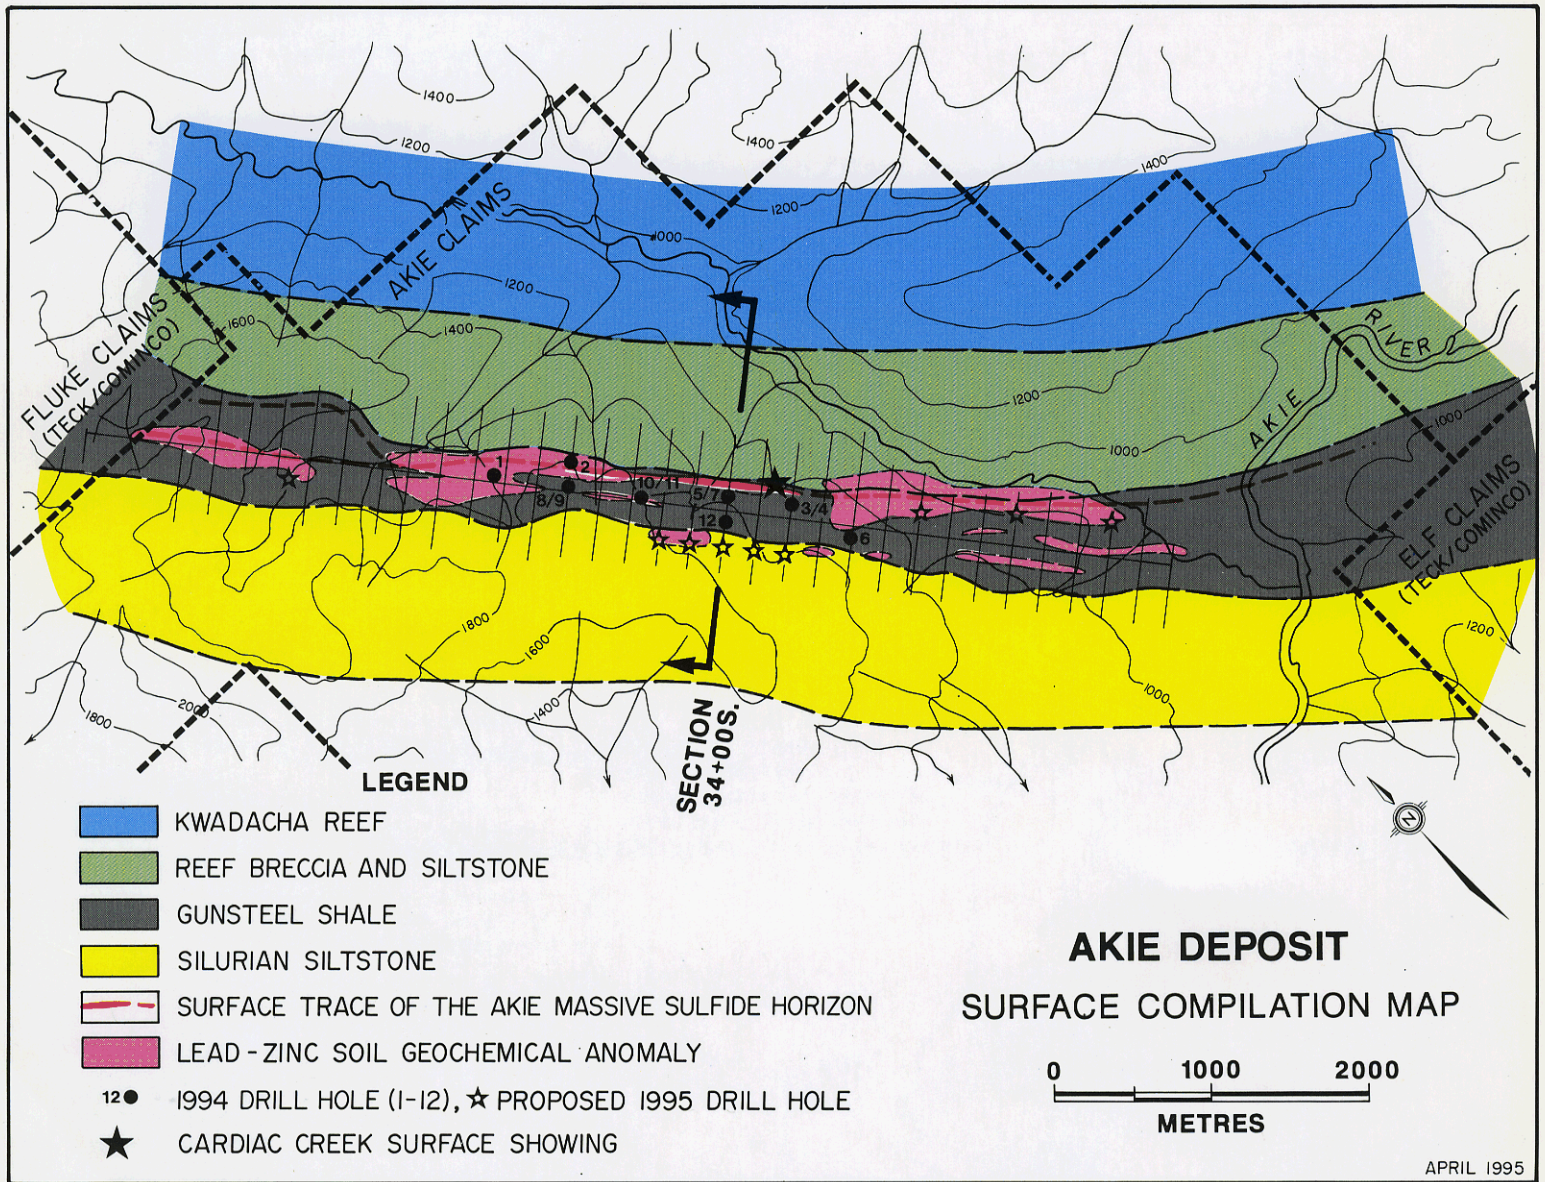 1400
1200
1400
1400
1200
1000
AKIE CLAIMS
1200
1600
1400
FLUKE CLAIMS
(TECK/COMINCO)
RIVER
AKIE
1200
1000
1000
1
2
10/11
8/9
5/7
3/4
12
6
ELF CLAIMS
(TECK/COMINCO)
1800
1600
1200
1000
2000
1800
1400
SECTION
34+00S.
LEGEND
KWADACHA REEF
REEF BRECCIA AND SILTSTONE
GUNSTEEL SHALE
SILURIAN SILTSTONE
SURFACE TRACE OF THE AKIE MASSIVE SULFIDE HORIZON
LEAD-ZINC SOIL GEOCHEMICAL ANOMALY
12 1994 DRILL HOLE (1-12), PROPOSED 1995 DRILL HOLE
CARDIAC CREEK SURFACE SHOWING
N
AKIE DEPOSIT
SURFACE COMPILATION MAP
0 1000 2000
METRES
APRIL 1995